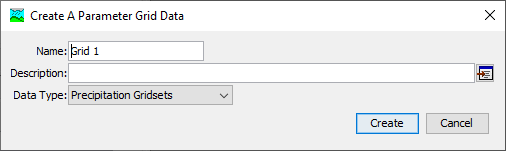 Create A Parameter Grid Data
Name: Grid 1
Description:
Data Type: Precipitation Gridsets
Create Cancel